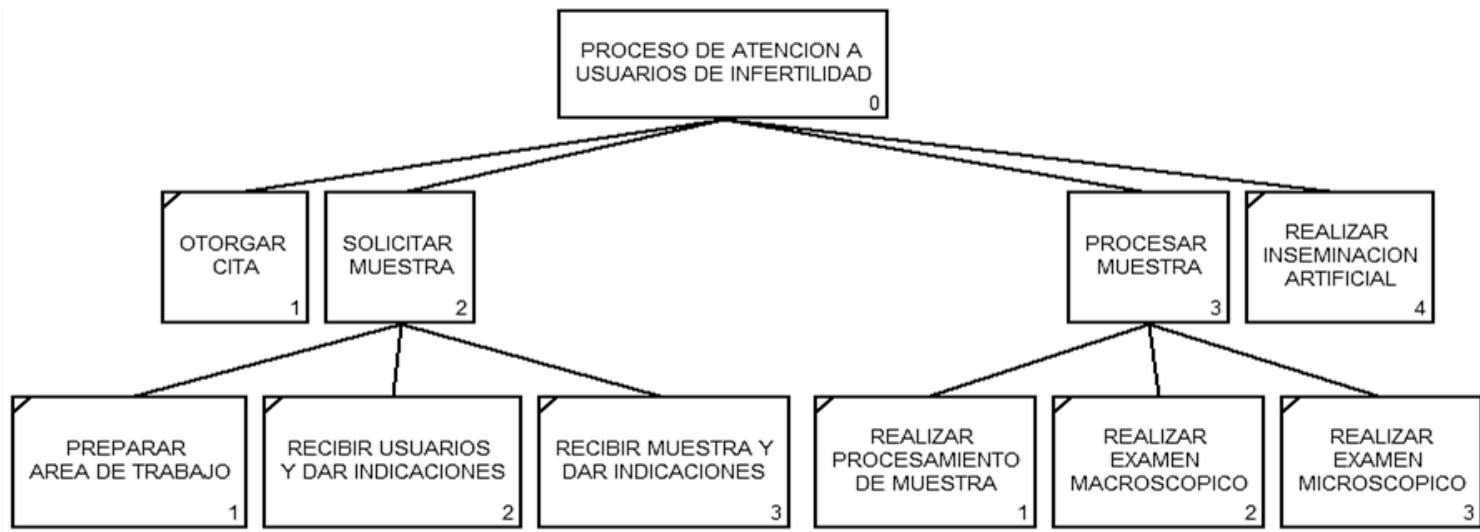 PROCESO DE ATENCION A
USUARIOS DE INFERTILIDAD
0
OTORGAR
CITA
1
SOLICITAR
MUESTRA
2
PROCESAR
MUESTRA
3
REALIZAR
INSEMINACION
ARTIFICIAL
4
PREPARAR
AREA DE TRABAJO
1
RECIBIR USUARIOS
Y DAR INDICACIONES
2
RECIBIR MUESTRA Y
DAR INDICACIONES
3
REALIZAR
PROCESAMIENTO
DE MUESTRA
1
REALIZAR
EXAMEN
MACROSCOPICO
2
REALIZAR
EXAMEN
MICROSCOPICO
3